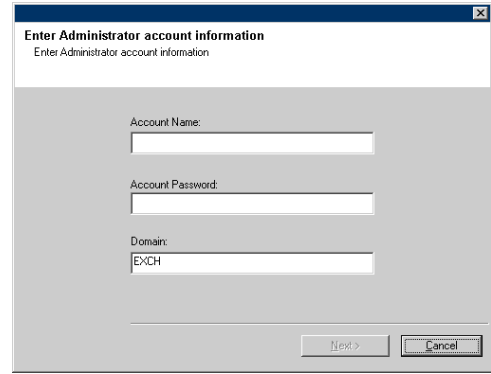 Enter Administrator account information
Enter Administrator account information
Account Name:
Account Password:
Domain:
EXCH
Next >
Cancel